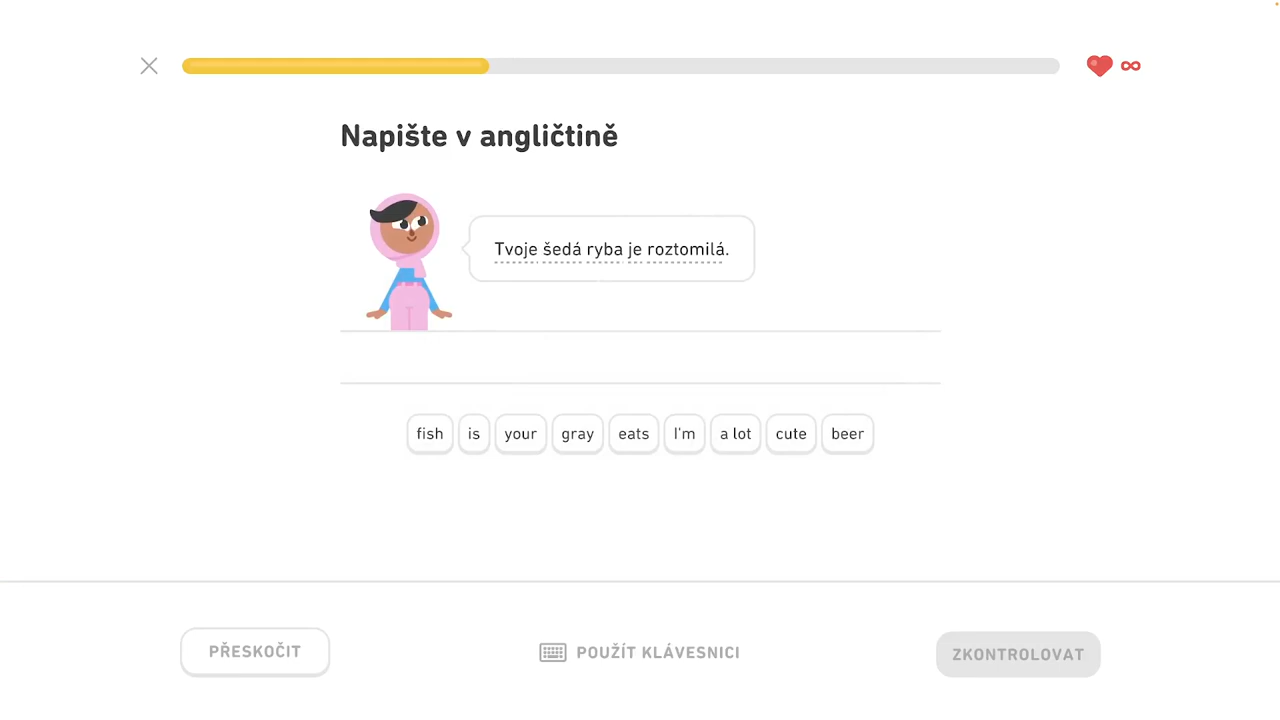 Napište v angličtině
Tvoje šedá ryba je roztomilá.
fish is your gray eats I'm a lot cute beer
PŘESKOČIT POUŽÍT KLÁVESNICI ZKONTROLOVAT